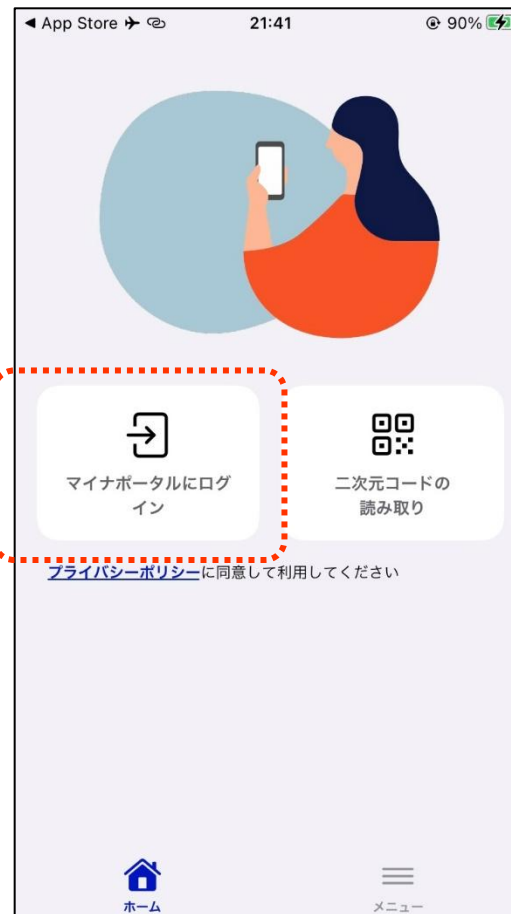 ◀ App Store
21:41
90%
マイナポータルにログ
イン
二次元コードの
読み取り
プライバシーポリシーに同意して利用してください
ホーム
メニュー